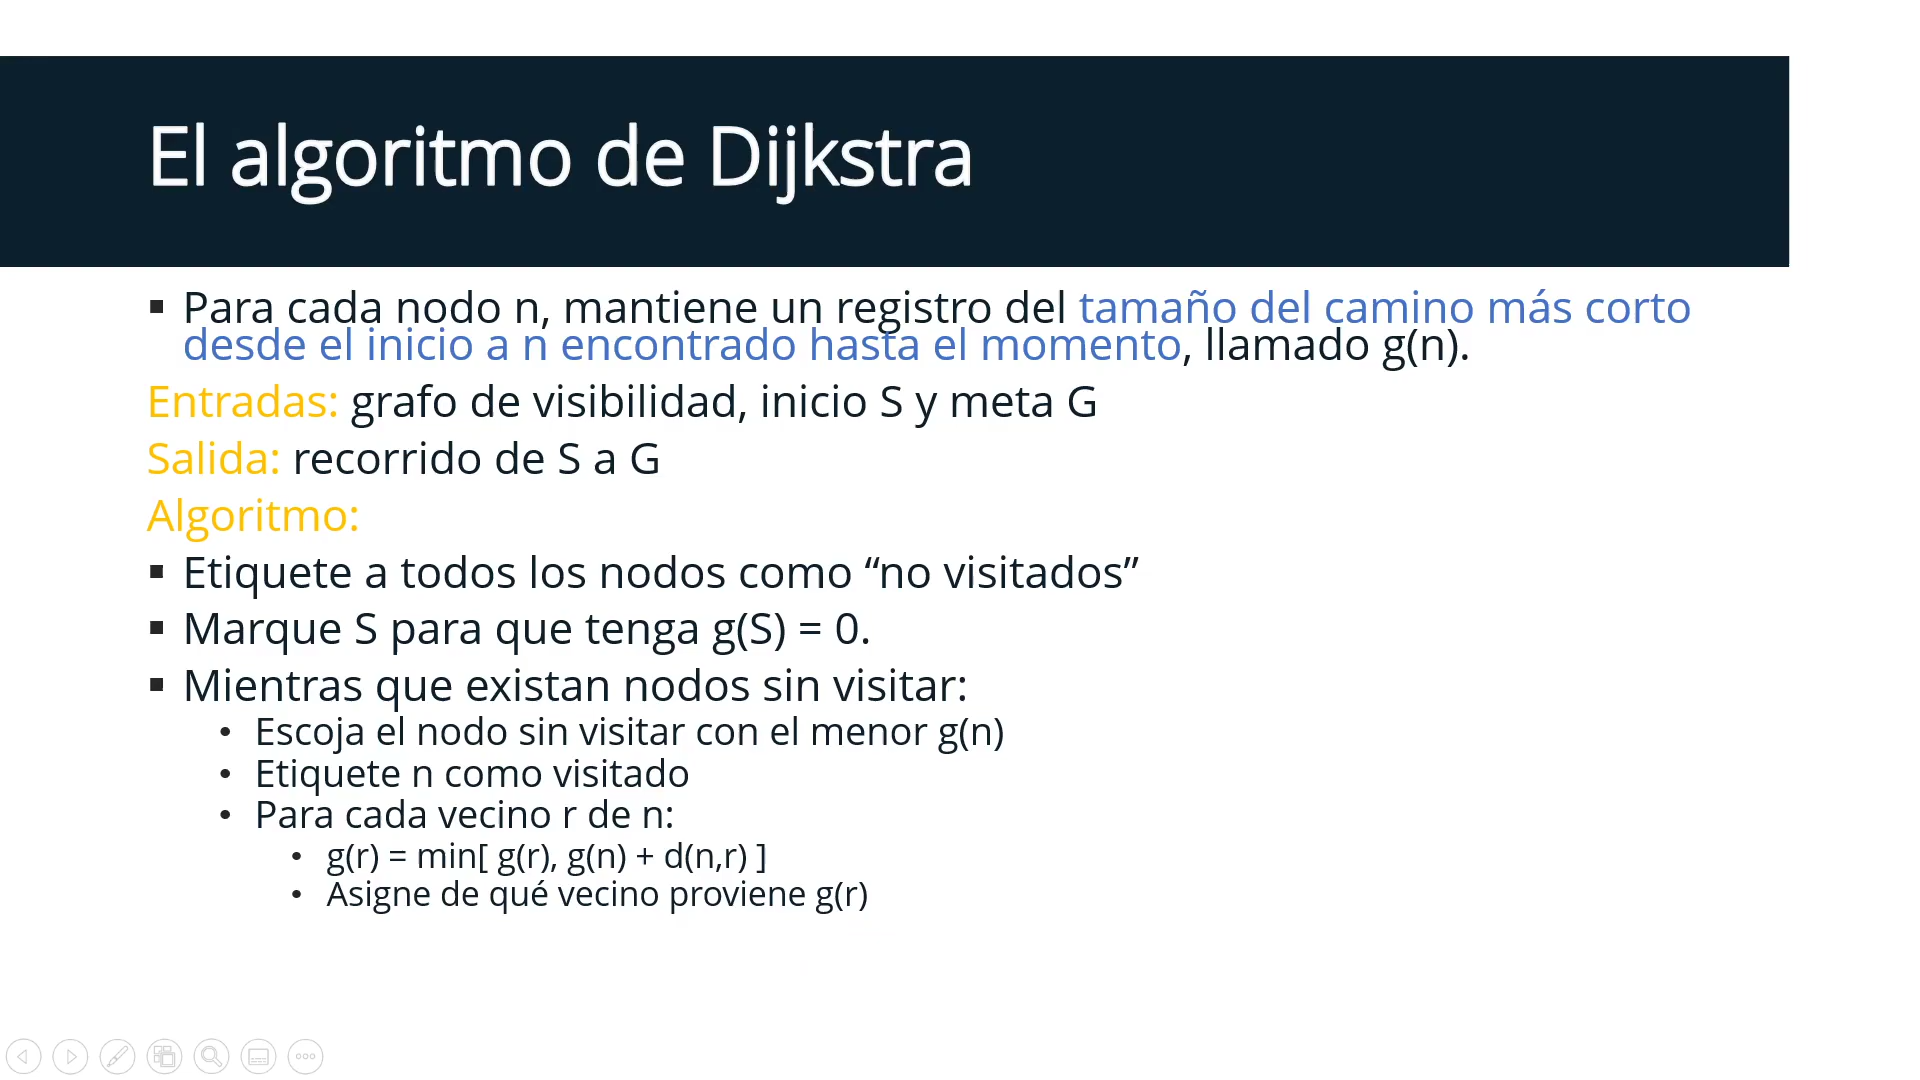 El algoritmo de Dijkstra
▪ Para cada nodo n, mantiene un registro del tamaño del camino más corto
desde el inicio a n encontrado hasta el momento, llamado g(n).
Entradas: grafo de visibilidad, inicio S y meta G
Salida: recorrido de S a G
Algoritmo:
▪ Etiquete a todos los nodos como “no visitados”
▪ Marque S para que tenga g(S) = 0.
▪ Mientras que existan nodos sin visitar:
• Escoja el nodo sin visitar con el menor g(n)
• Etiquete n como visitado
• Para cada vecino r de n:
• g(r) = min[ g(r), g(n) + d(n,r) ]
• Asigne de qué vecino proviene g(r)